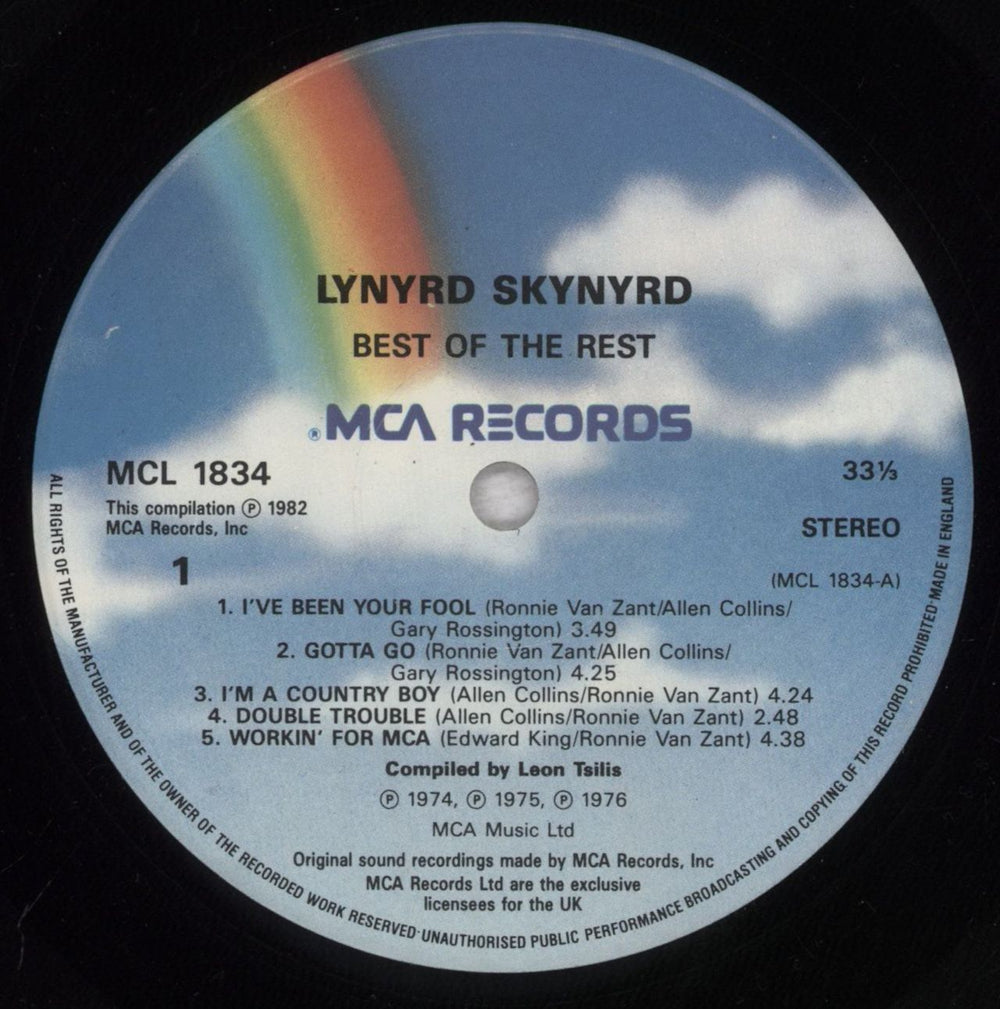 LYNYRD SKYNYRD
BEST OF THE REST
®MCA RECORDS
MCL 1834
33⅓
This compilation ℗ 1982
MCA Records, Inc
STEREO
1
(MCL 1834-A)
1. I'VE BEEN YOUR FOOL (Ronnie Van Zant/Allen Collins/
Gary Rossington) 3.49
2. GOTTA GO (Ronnie Van Zant/Allen Collins/
Gary Rossington) 4.25
3. I'M A COUNTRY BOY (Allen Collins/Ronnie Van Zant) 4.24
4. DOUBLE TROUBLE (Allen Collins/Ronnie Van Zant) 2.48
5. WORKIN' FOR MCA (Edward King/Ronnie Van Zant) 4.38
Compiled by Leon Tsilis
℗ 1974, ℗ 1975, ℗ 1976
MCA Music Ltd
Original sound recordings made by MCA Records, Inc
MCA Records Ltd are the exclusive
licensees for the UK
ALL RIGHTS OF THE MANUFACTURER AND OF THE OWNER OF THE RECORDED WORK RESERVED·UNAUTHORISED PUBLIC PERFORMANCE BROADCASTING AND COPYING OF THIS RECORD PROHIBITED·MADE IN ENGLAND